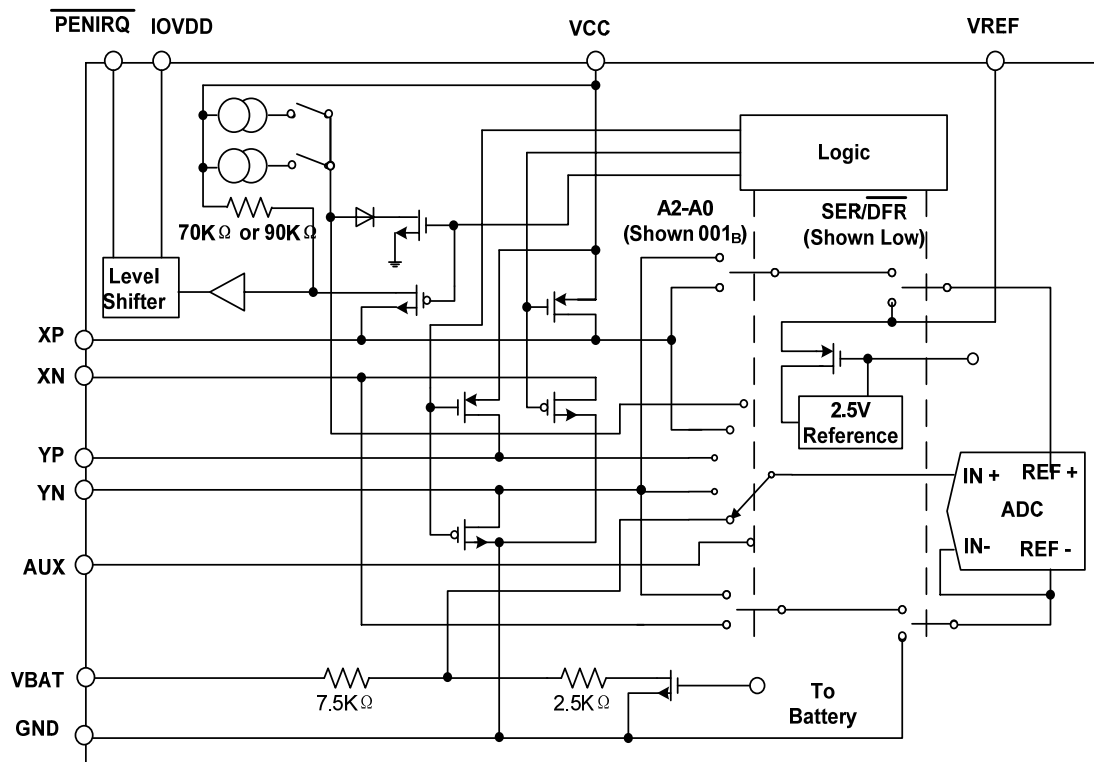 PENIRQ IOVDD VCC VREF
Logic
70KΩ or 90KΩ
A2-A0
(Shown 001B)
SER/DFR
(Shown Low)
Level
Shifter
XP
XN
2.5V
Reference
YP
YN
IN +
REF +
ADC
IN-
REF -
AUX
VBAT
7.5KΩ
2.5KΩ
To
Battery
GND